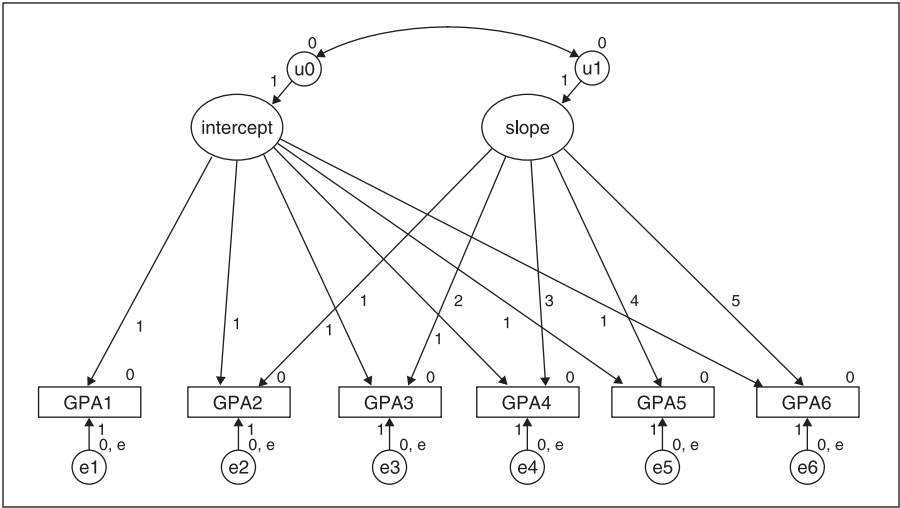 0 0
u0 u1
1 1
intercept slope
1 2 3 4 5
1 1 1 1 1 1
0 0 0 0 0 0
GPA1 GPA2 GPA3 GPA4 GPA5 GPA6
1 1 1 1 1 1
0, e 0, e 0, e 0, e 0, e 0, e
e1 e2 e3 e4 e5 e6